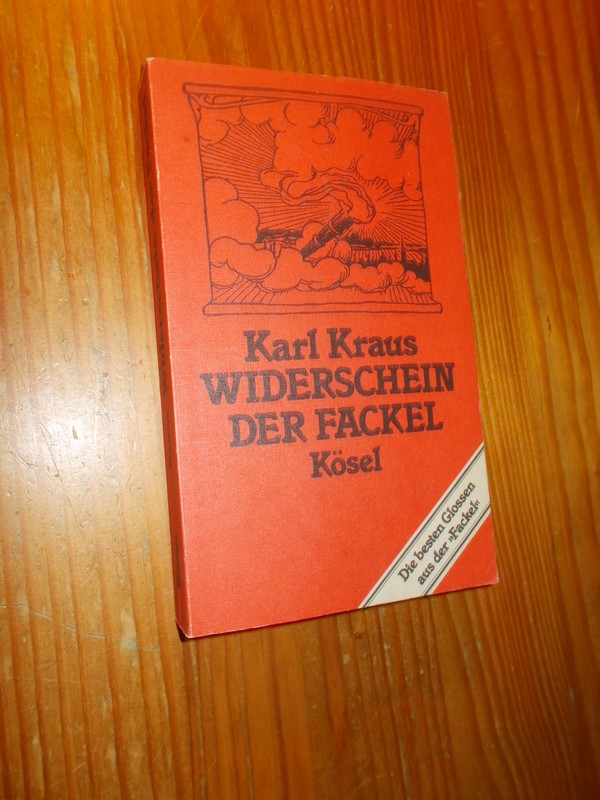 Karl Kraus
WIDERSCHEIN
DER FACKEL
Kösel
Die besten Glossen
aus der »Fackel«